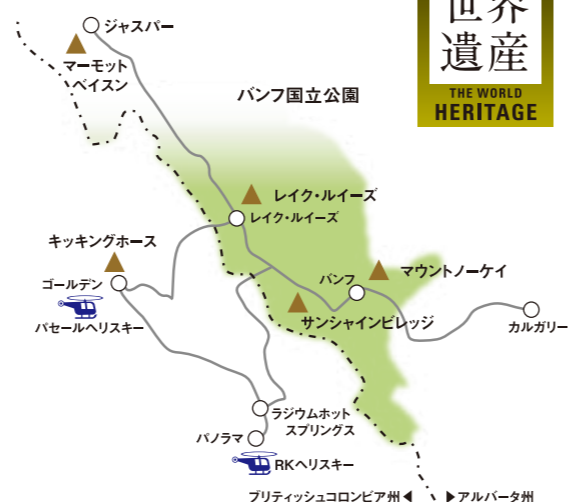 世界
遺産
THE WORLD
HERITAGE
ジャスパー
マーモット
ベイスン
バンフ国立公園
レイク・ルイーズ
レイク・ルイーズ
キッキングホース
ゴールデン
パセールヘリスキー
バンフ
マウントノーケイ
サンシャインビレッジ
カルガリー
ラジウムホット
スプリングス
パノラマ
RKヘリスキー
ブリティッシュコロンビア州◀ ▶アルバータ州